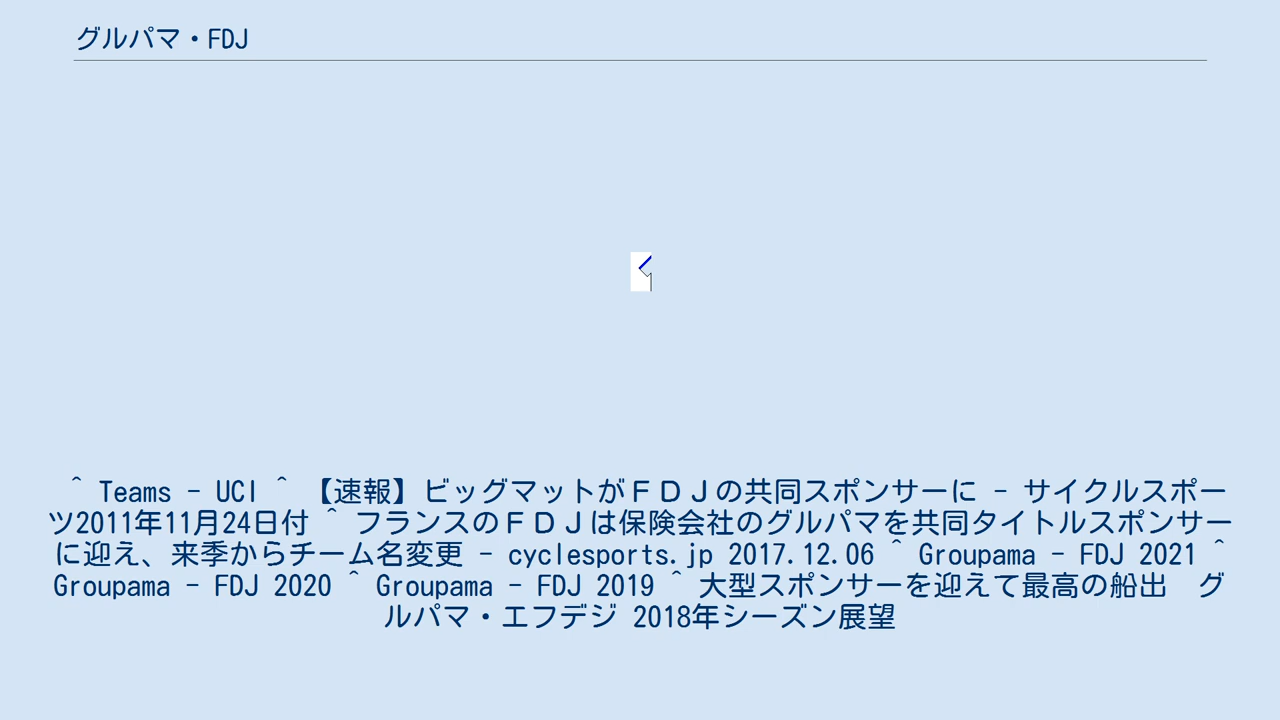 グルパマ・FDJ
^ Teams - UCI ^ 【速報】ビッグマットがＦＤＪの共同スポンサーに - サイクルスポー
ツ2011年11月24日付 ^ フランスのＦＤＪは保険会社のグルパマを共同タイトルスポンサー
に迎え、来季からチーム名変更 - cyclesports.jp 2017.12.06 ^ Groupama - FDJ 2021 ^
Groupama - FDJ 2020 ^ Groupama - FDJ 2019 ^ 大型スポンサーを迎えて最高の船出　グ
ルパマ・エフデジ 2018年シーズン展望